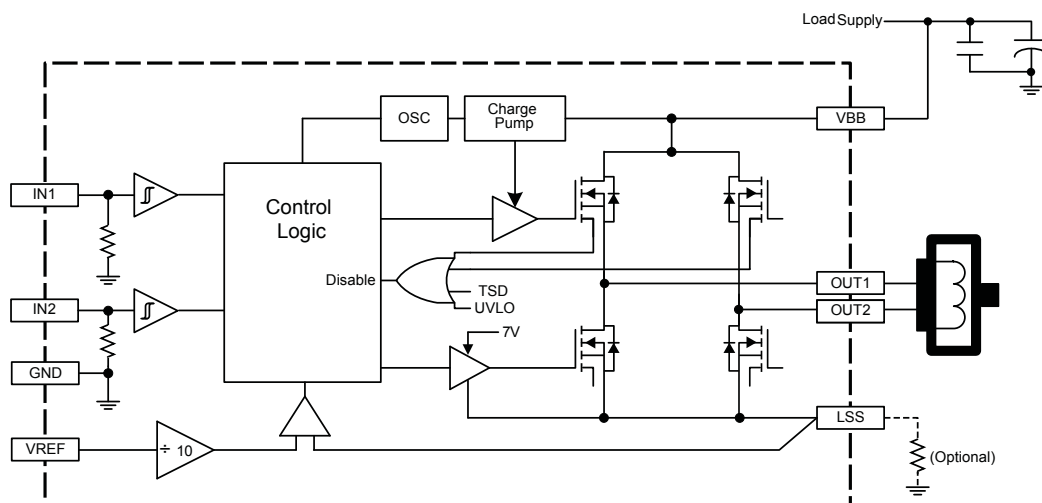 Load Supply
OSC
Charge
Pump
VBB
IN1
Control
Logic
Disable
TSD
UVLO
OUT1
OUT2
IN2
7V
GND
LSS
VREF
÷ 10
(Optional)